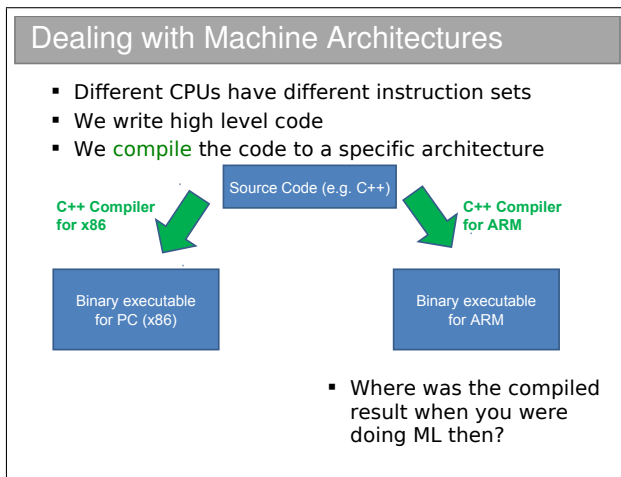 Dealing with Machine Architectures
▪ Different CPUs have different instruction sets
▪ We write high level code
▪ We compile the code to a specific architecture
Source Code (e.g. C++)
C++ Compiler
for x86
C++ Compiler
for ARM
Binary executable
for PC (x86)
Binary executable
for ARM
▪ Where was the compiled
result when you were
doing ML then?